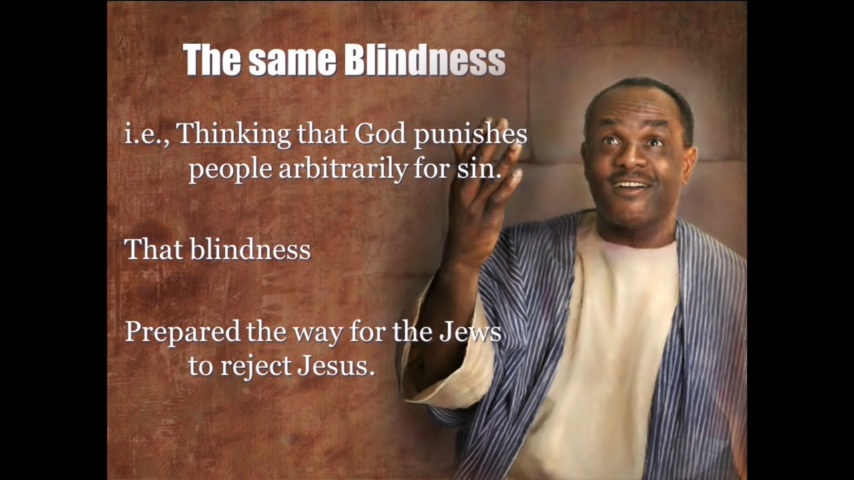 The same Blindness
i.e., Thinking that God punishes
people arbitrarily for sin.
That blindness
Prepared the way for the Jews
to reject Jesus.